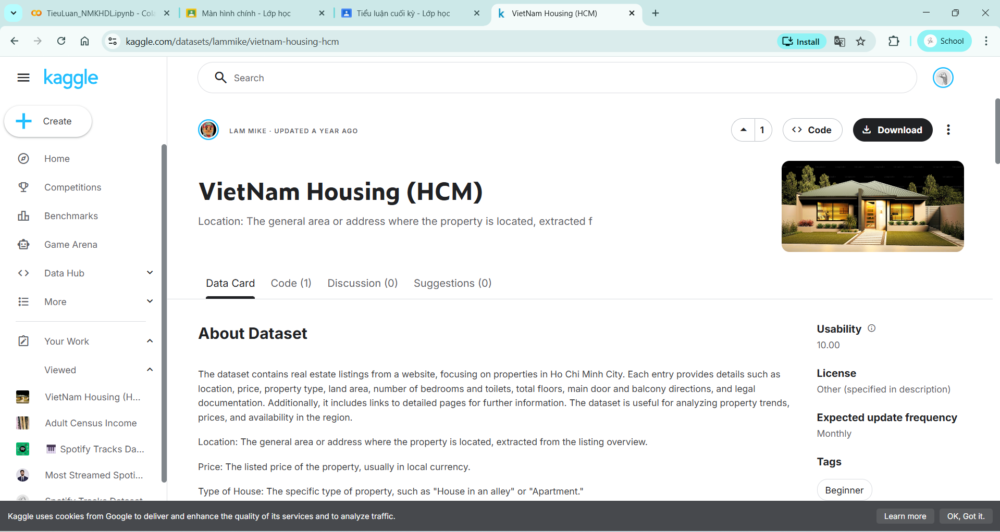 TieuLuan_NMKHDL.ipynb - Cola
Màn hình chính - Lớp học
Tiểu luận cuối kỳ - Lớp học
VietNam Housing (HCM)
kaggle.com/datasets/lammike/vietnam-housing-hcm
Install
School
kaggle
Search
Create
LAM MIKE · UPDATED A YEAR AGO
1
Code
Download
Home
Competitions
Benchmarks
Game Arena
Data Hub
More
Your Work
Viewed
VietNam Housing (H...
Adult Census Income
Spotify Tracks Da...
Most Streamed Spoti...
Spotify Tracks Dataset
VietNam Housing (HCM)
Location: The general area or address where the property is located, extracted f
Data Card
Code (1)
Discussion (0)
Suggestions (0)
About Dataset
The dataset contains real estate listings from a website, focusing on properties in Ho Chi Minh City. Each entry provides details such as
location, price, property type, land area, number of bedrooms and toilets, total floors, main door and balcony directions, and legal
documentation. Additionally, it includes links to detailed pages for further information. The dataset is useful for analyzing property trends,
prices, and availability in the region.
Location: The general area or address where the property is located, extracted from the listing overview.
Price: The listed price of the property, usually in local currency.
Type of House: The specific type of property, such as "House in an alley" or "Apartment."
Usability
10.00
License
Other (specified in description)
Expected update frequency
Monthly
Tags
Beginner
Kaggle uses cookies from Google to deliver and enhance the quality of its services and to analyze traffic.
Learn more
OK, Got it.